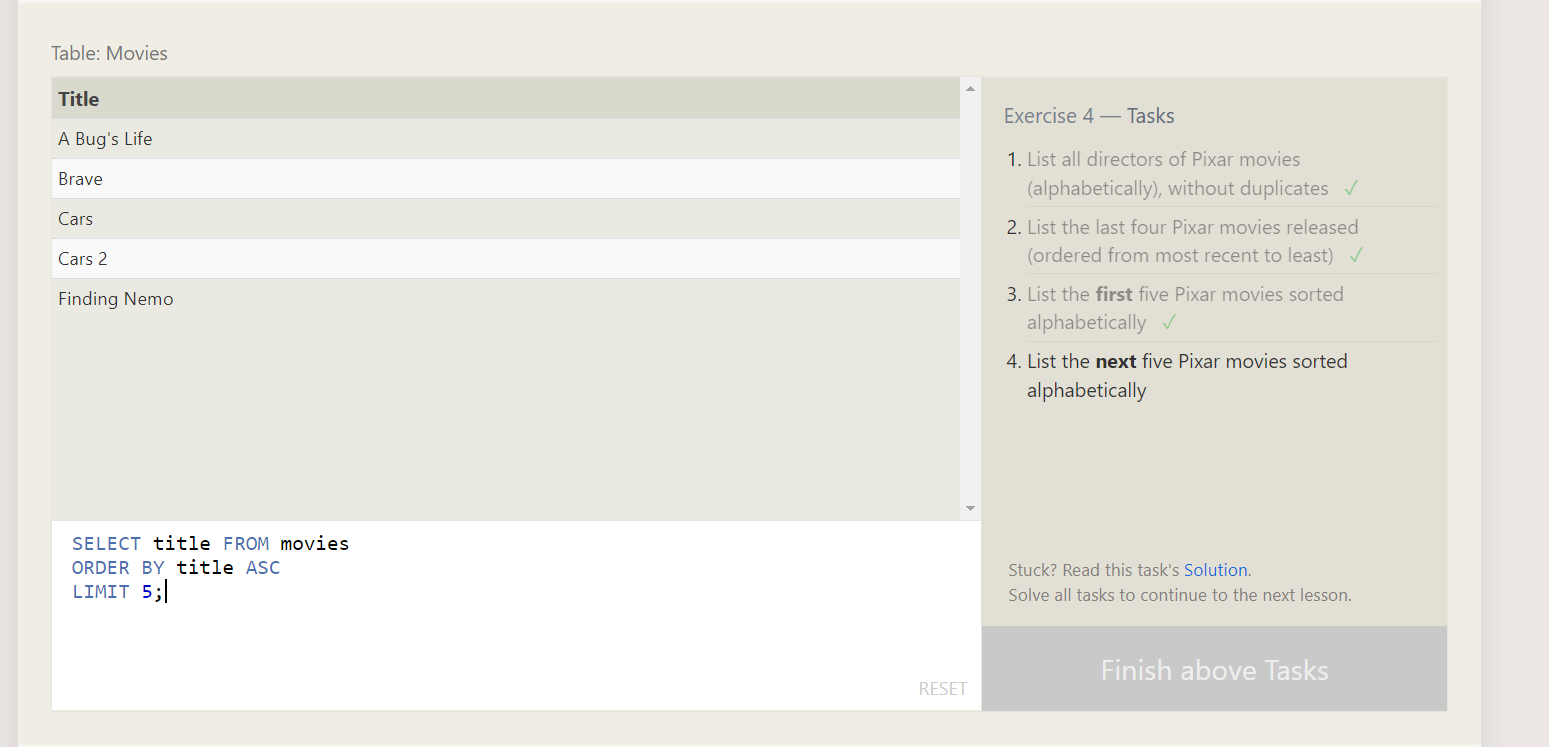 Table: Movies
Title
A Bug's Life
Brave
Cars
Cars 2
Finding Nemo
SELECT title FROM movies
ORDER BY title ASC
LIMIT 5;
RESET
Exercise 4 — Tasks
1. List all directors of Pixar movies
(alphabetically), without duplicates ✓
2. List the last four Pixar movies released
(ordered from most recent to least) ✓
3. List the first five Pixar movies sorted
alphabetically ✓
4. List the next five Pixar movies sorted
alphabetically
Stuck? Read this task's Solution.
Solve all tasks to continue to the next lesson.
Finish above Tasks